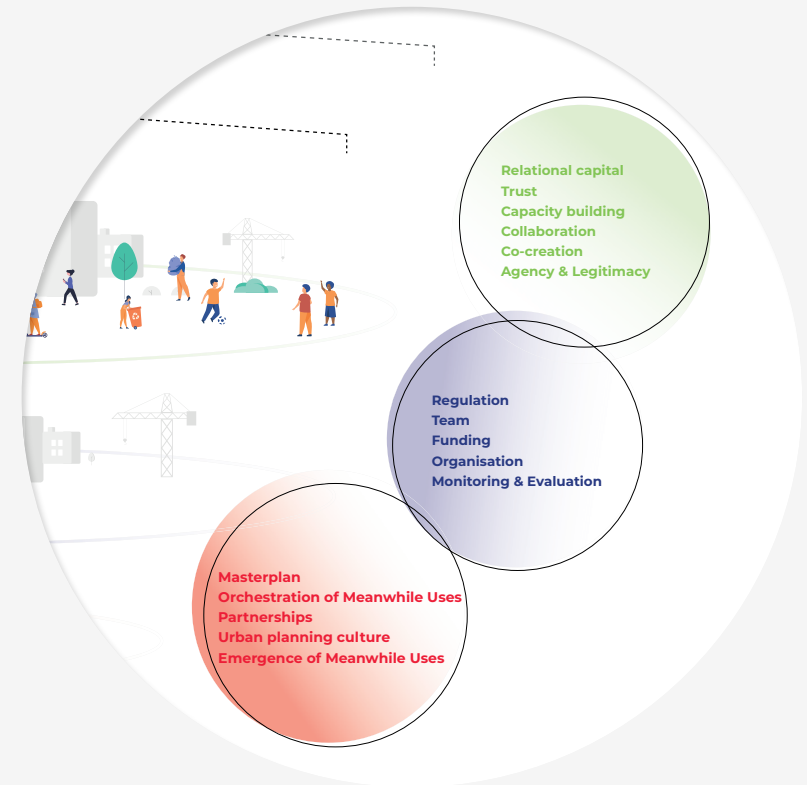 Relational capital
Trust
Capacity building
Collaboration
Co-creation
Agency & Legitimacy
Regulation
Team
Funding
Organisation
Monitoring & Evaluation
Masterplan
Orchestration of Meanwhile Uses
Partnerships
Urban planning culture
Emergence of Meanwhile Uses